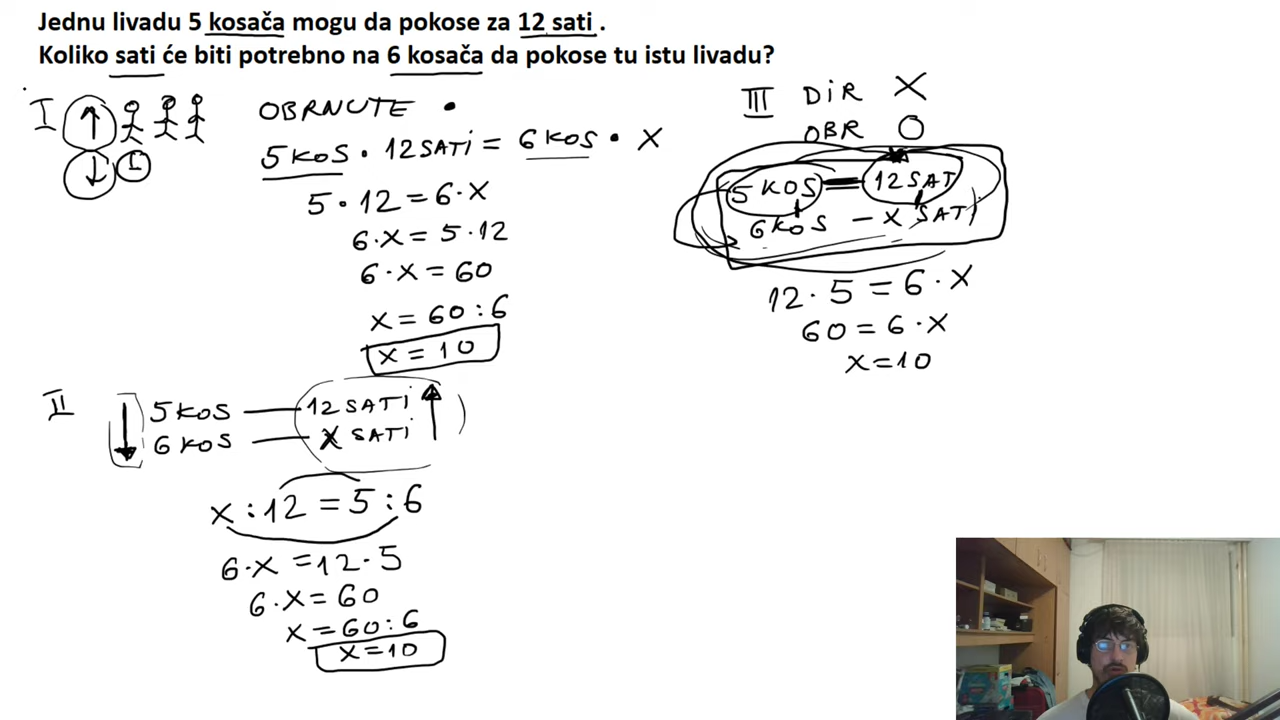 Jednu livadu 5 kosača mogu da pokose za 12 sati .
Koliko sati će biti potrebno na 6 kosača da pokose tu istu livadu?
I
OBRNUTE •
5 KOS • 12 SATI = 6 KOS • X
5 • 12 = 6 • X
6 • X = 5 • 12
6 • X = 60
X = 60 : 6
X = 10
II
5 KOS — 12 SATI
6 KOS — X SATI
X : 12 = 5 : 6
6 • X = 12 • 5
6 • X = 60
X = 60 : 6
X = 10
III DIR X
OBR O
5 KOS = 12 SAT
6 KOS — X SATI
12 • 5 = 6 • X
60 = 6 • X
X = 10